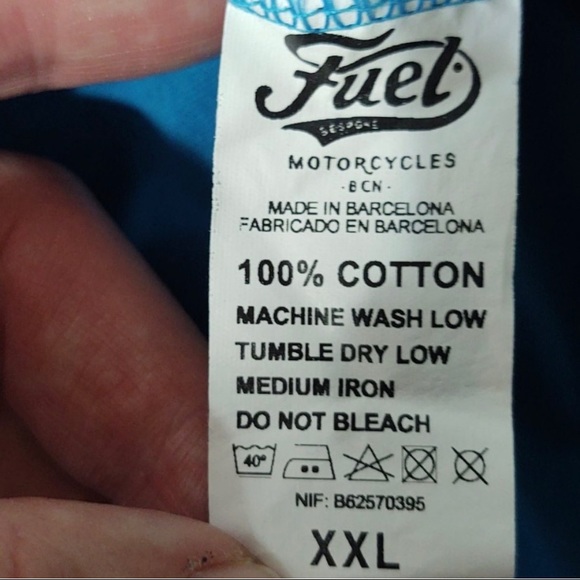 Fuel
BESPOKE
MOTORCYCLES
·BCN·
MADE IN BARCELONA
FABRICADO EN BARCELONA
100% COTTON
MACHINE WASH LOW
TUMBLE DRY LOW
MEDIUM IRON
DO NOT BLEACH
40°
NIF: B62570395
XXL